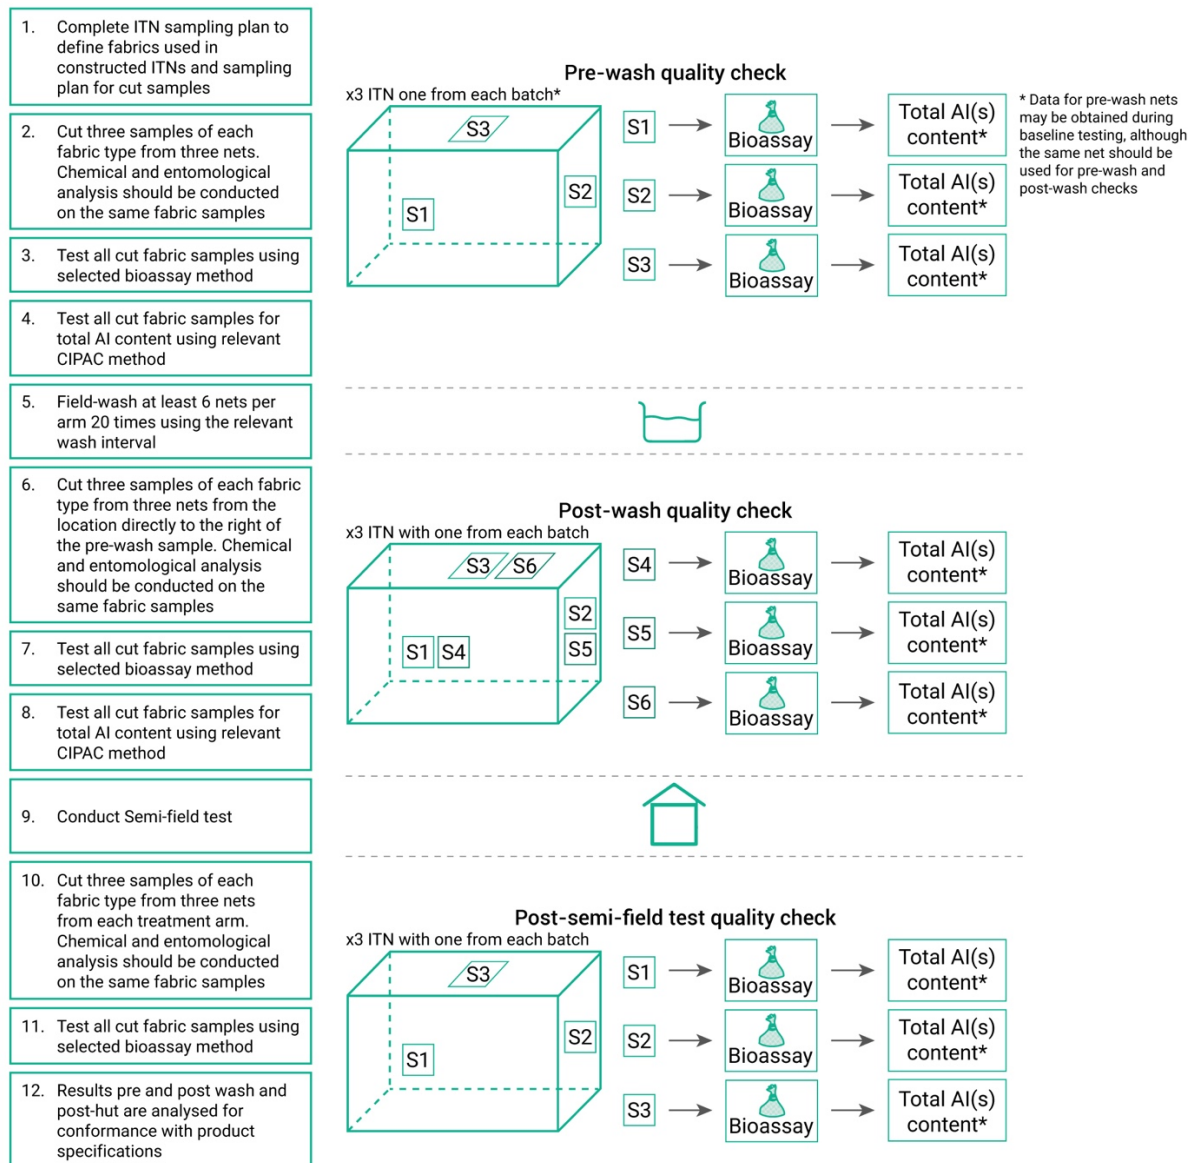 1. Complete ITN sampling plan to
define fabrics used in
constructed ITNs and sampling
plan for cut samples
2. Cut three samples of each
fabric type from three nets.
Chemical and entomological
analysis should be conducted
on the same fabric samples
3. Test all cut fabric samples using
selected bioassay method
4. Test all cut fabric samples for
total AI content using relevant
CIPAC method
5. Field-wash at least 6 nets per
arm 20 times using the relevant
wash interval
6. Cut three samples of each fabric
type from three nets from the
location directly to the right of
the pre-wash sample. Chemical
and entomological analysis
should be conducted on the
same fabric samples
7. Test all cut fabric samples using
selected bioassay method
8. Test all cut fabric samples for
total AI content using relevant
CIPAC method
9. Conduct Semi-field test
10. Cut three samples of each
fabric type from three nets
from each treatment arm.
Chemical and entomological
analysis should be conducted
on the same fabric samples
11. Test all cut fabric samples using
selected bioassay method
12. Results pre and post wash and
post-hut are analysed for
conformance with product
specifications
Pre-wash quality check
x3 ITN one from each batch*
S3
S2
S1
S1
Bioassay
Total AI(s)
content*
S2
Bioassay
Total AI(s)
content*
S3
Bioassay
Total AI(s)
content*
* Data for pre-wash nets
may be obtained during
baseline testing, although
the same net should be
used for pre-wash and
post-wash checks
Post-wash quality check
x3 ITN with one from each batch
S3 S6
S2
S1 S4
S5
S4
Bioassay
Total AI(s)
content*
S5
Bioassay
Total AI(s)
content*
S6
Bioassay
Total AI(s)
content*
Post-semi-field test quality check
x3 ITN with one from each batch
S3
S2
S1
S1
Bioassay
Total AI(s)
content*
S2
Bioassay
Total AI(s)
content*
S3
Bioassay
Total AI(s)
content*